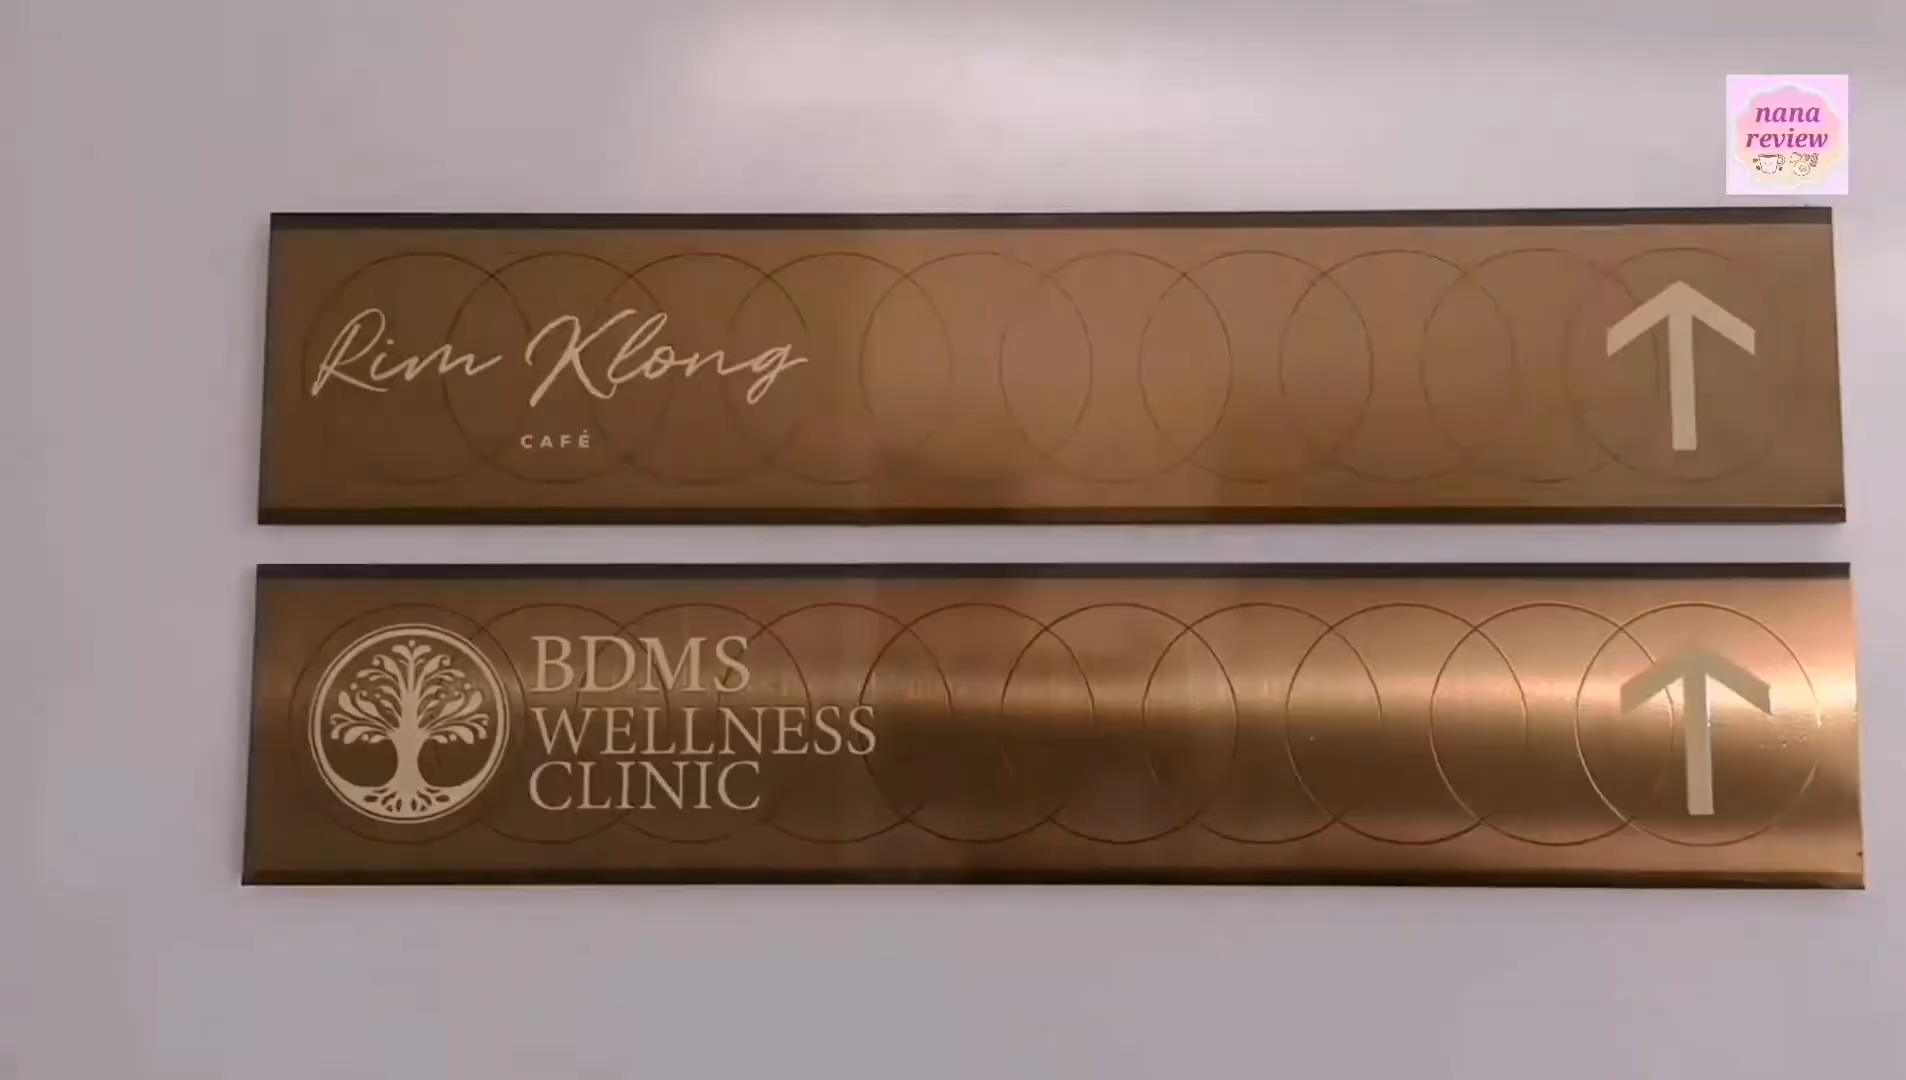 nana
review
Rim Klong
CAFÉ
BDMS
WELLNESS
CLINIC